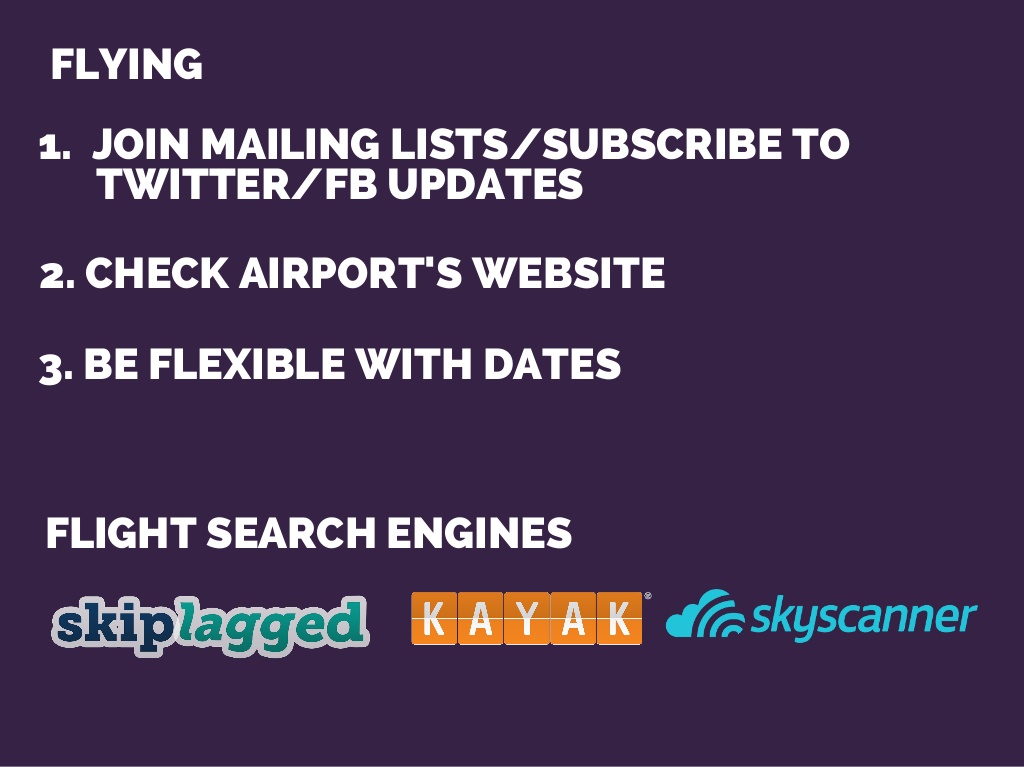 FLYING
1. JOIN MAILING LISTS/SUBSCRIBE TO
TWITTER/FB UPDATES
2. CHECK AIRPORT'S WEBSITE
3. BE FLEXIBLE WITH DATES
FLIGHT SEARCH ENGINES
skiplagged KAYAK® skyscanner